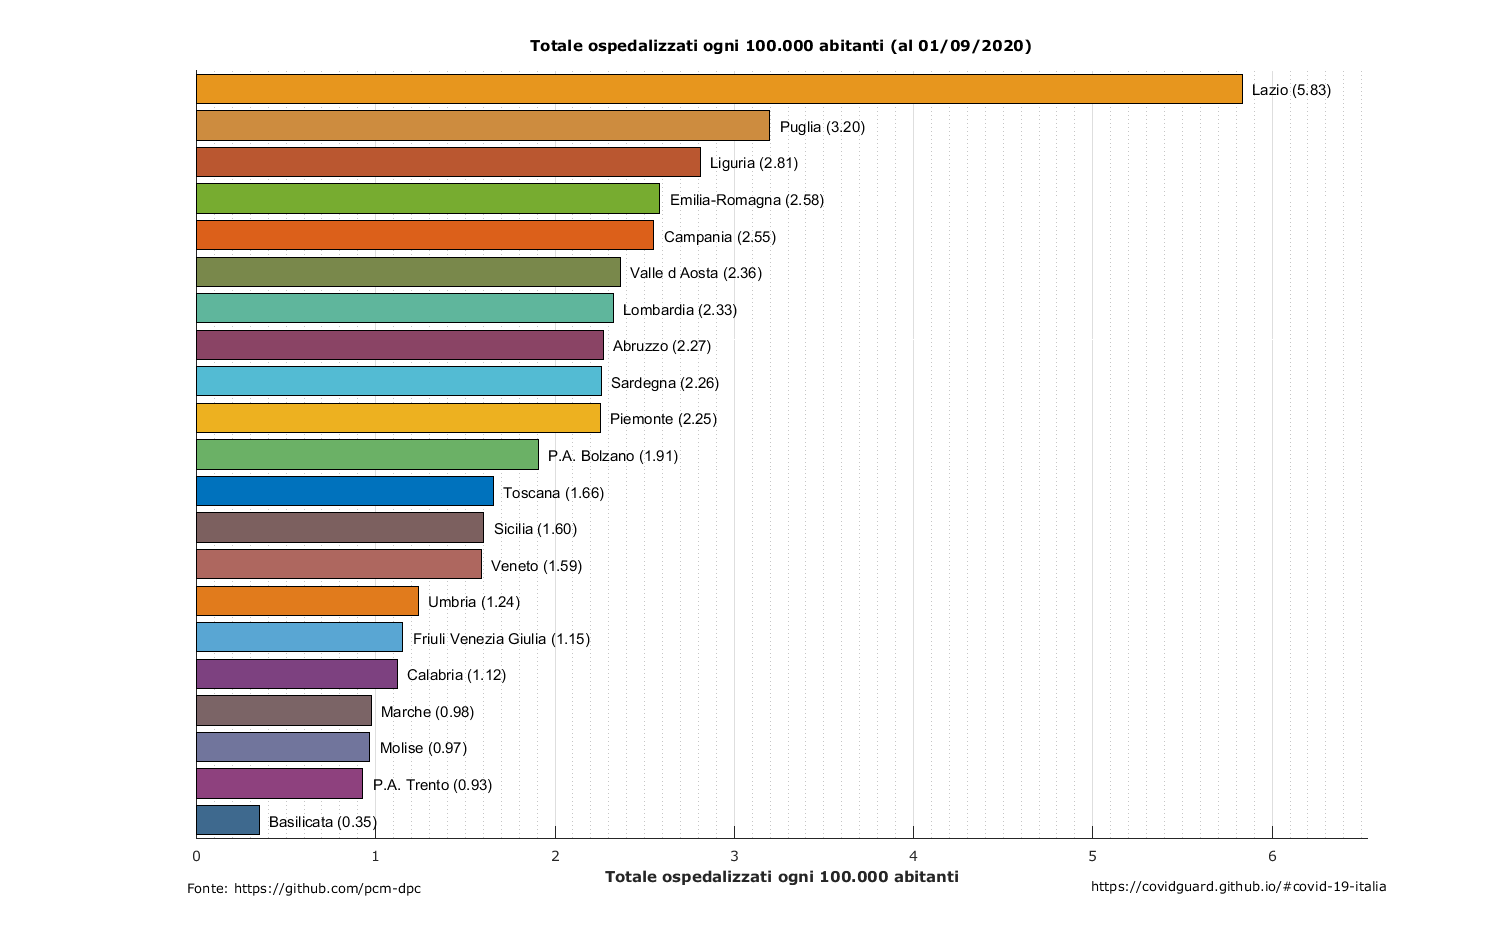 Totale ospedalizzati ogni 100.000 abitanti (al 01/09/2020)
Lazio (5.83)
Puglia (3.20)
Liguria (2.81)
Emilia-Romagna (2.58)
Campania (2.55)
Valle d Aosta (2.36)
Lombardia (2.33)
Abruzzo (2.27)
Sardegna (2.26)
Piemonte (2.25)
P.A. Bolzano (1.91)
Toscana (1.66)
Sicilia (1.60)
Veneto (1.59)
Umbria (1.24)
Friuli Venezia Giulia (1.15)
Calabria (1.12)
Marche (0.98)
Molise (0.97)
P.A. Trento (0.93)
Basilicata (0.35)
0 1 2 3 4 5 6
Totale ospedalizzati ogni 100.000 abitanti
Fonte: https://github.com/pcm-dpc
https://covidguard.github.io/#covid-19-italia